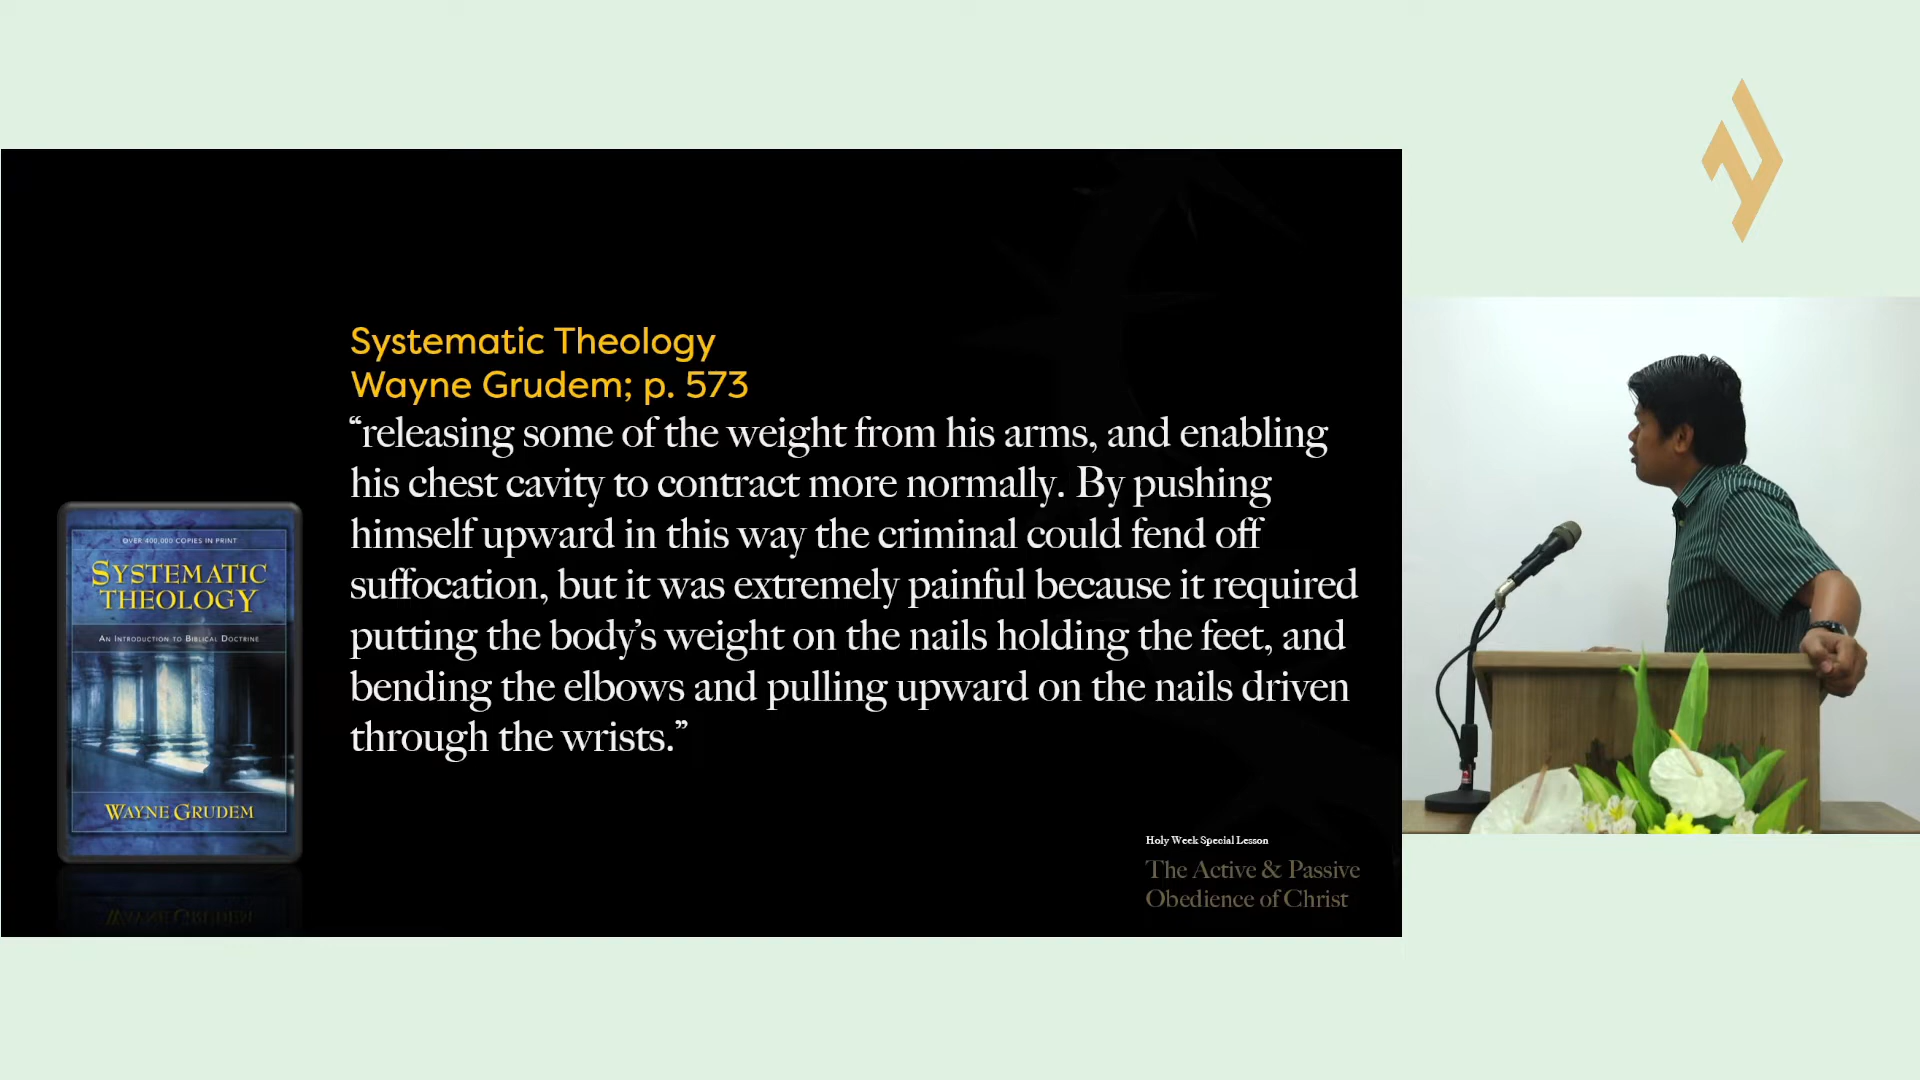 Systematic Theology
Wayne Grudem; p. 573
“releasing some of the weight from his arms, and enabling
his chest cavity to contract more normally. By pushing
himself upward in this way the criminal could fend off
suffocation, but it was extremely painful because it required
putting the body’s weight on the nails holding the feet, and
bending the elbows and pulling upward on the nails driven
through the wrists.”
OVER 400,000 COPIES IN PRINT
SYSTEMATIC
THEOLOGY
AN INTRODUCTION TO BIBLICAL DOCTRINE
WAYNE GRUDEM
Holy Week Special Lesson
The Active & Passive
Obedience of Christ